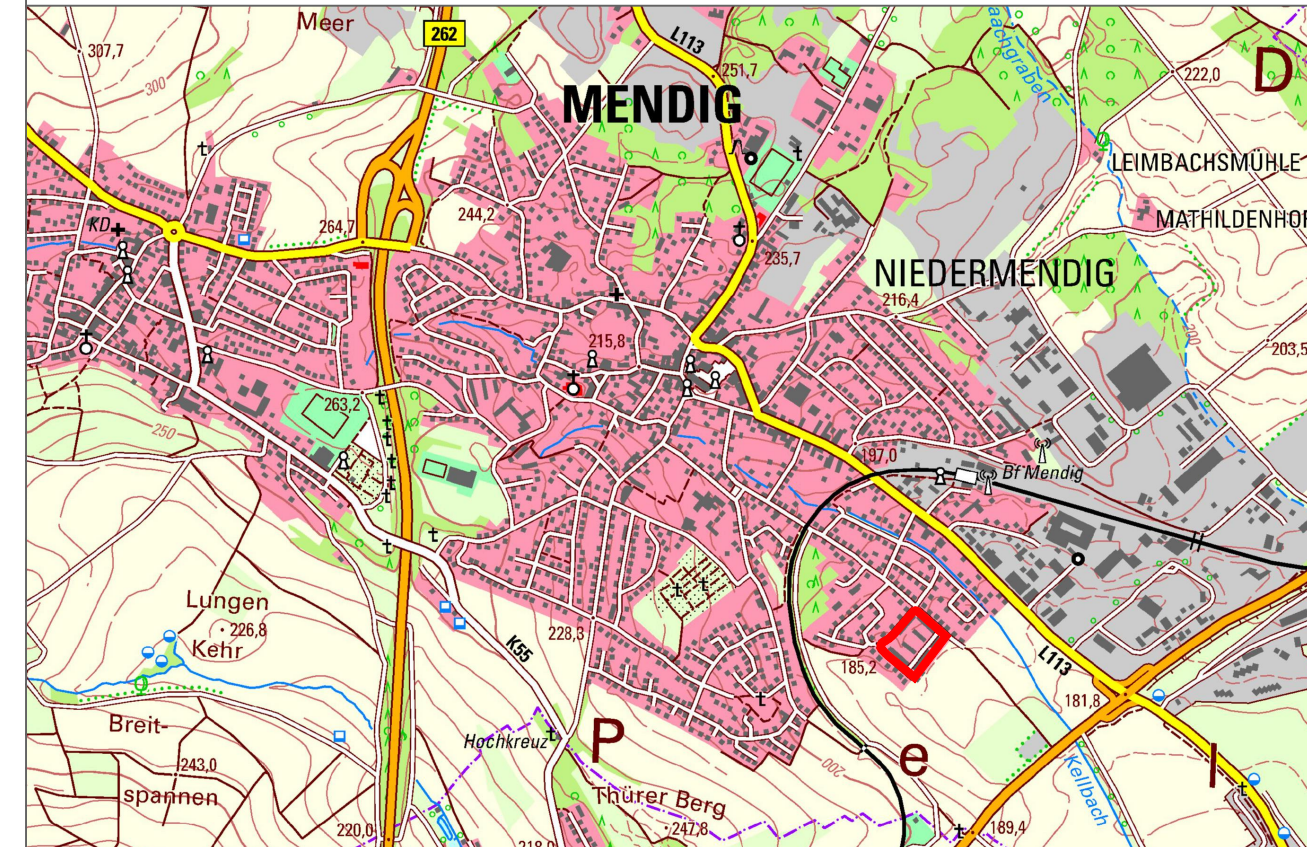 Meer
262
L113
307,7
251,7
222,0
D
300
MENDIG
LEIMBACHSMÜHLE
KD
244,2
MATHILDENHOF
264,7
235,7
NIEDERMENDIG
216,4
200
215,8
203,5
263,2
250
197,0
Bf Mendig
Lungen
226,8
Kehr
228,3
K55
185,2
L113
181,8
Breit-
Hochkreuz
P
e
l
243,0
200
spannen
Thürer Berg
Kellbach
220,0
247,8
189,4
218,0